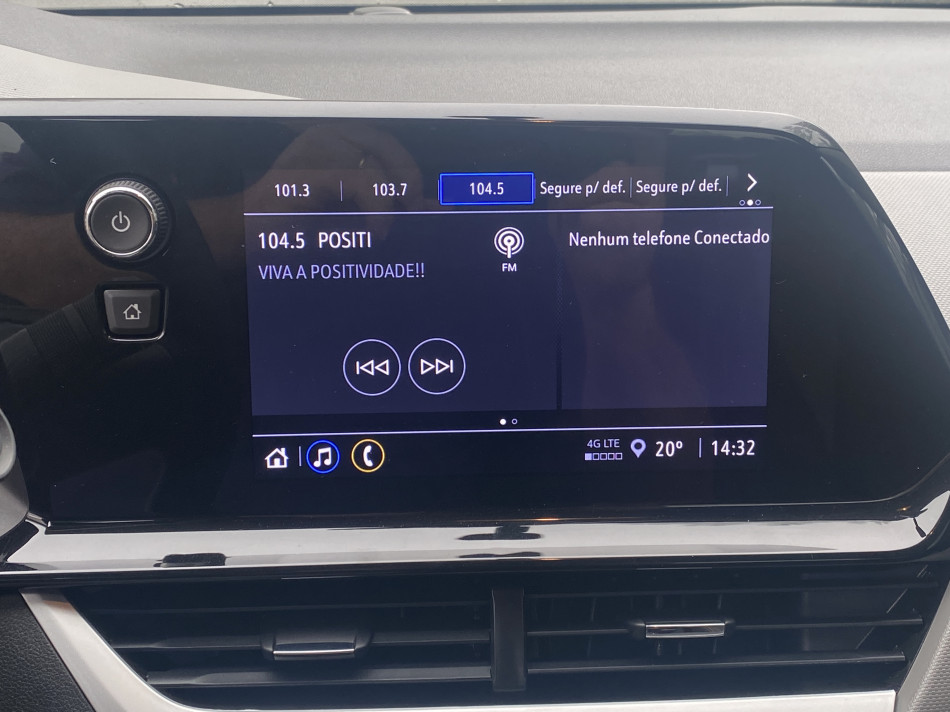 101.3 103.7 104.5 Segure p/ def. Segure p/ def.
104.5 POSITI
VIVA A POSITIVIDADE!!
FM
Nenhum telefone Conectado
4G LTE
20º 14:32